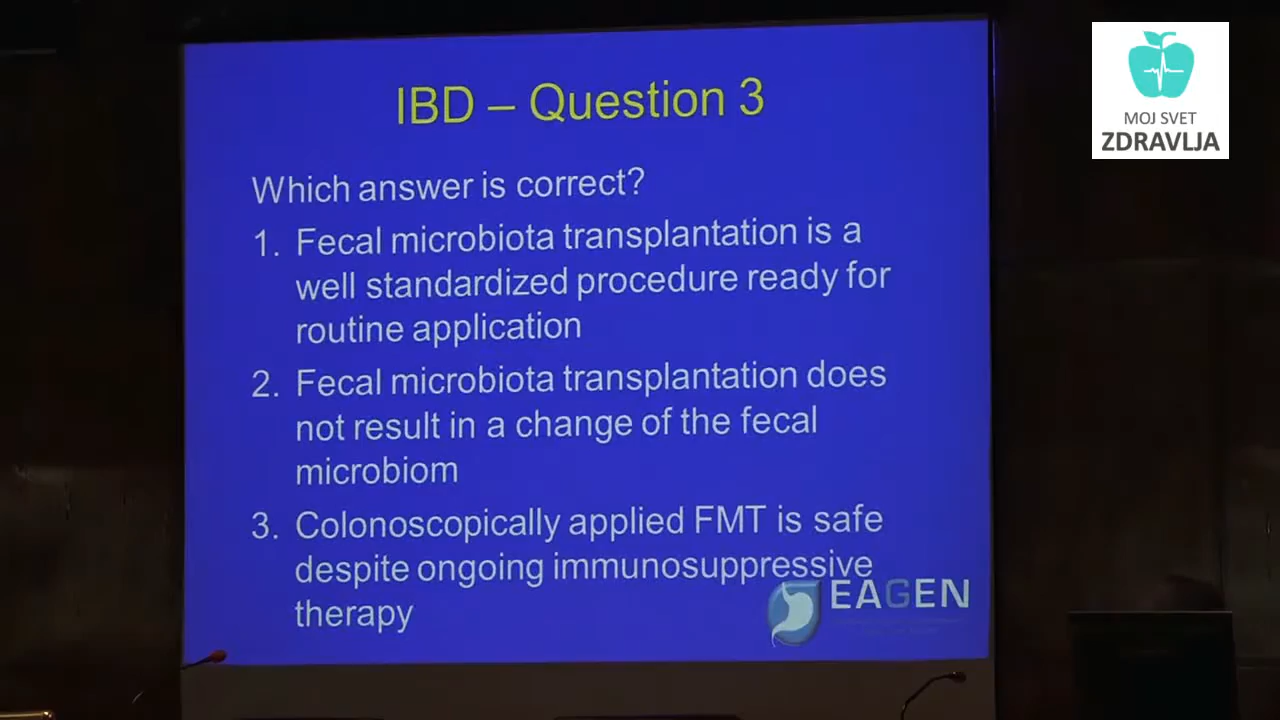 IBD – Question 3
MOJ SVET
ZDRAVLJA
Which answer is correct?
1. Fecal microbiota transplantation is a
well standardized procedure ready for
routine application
2. Fecal microbiota transplantation does
not result in a change of the fecal
microbiom
3. Colonoscopically applied FMT is safe
despite ongoing immunosuppressive
therapy
EAGEN